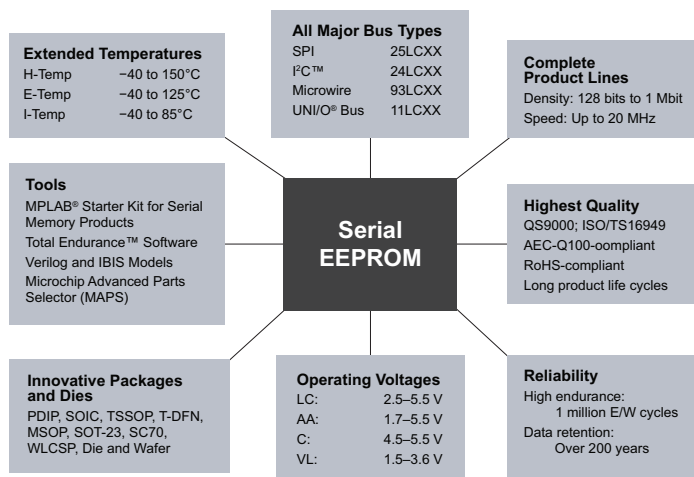 Extended Temperatures
H-Temp −40 to 150°C
E-Temp −40 to 125°C
I-Temp −40 to 85°C
All Major Bus Types
SPI 25LCXX
I²C™ 24LCXX
Microwire 93LCXX
UNI/O® Bus 11LCXX
Complete
Product Lines
Density: 128 bits to 1 Mbit
Speed: Up to 20 MHz
Tools
MPLAB® Starter Kit for Serial
Memory Products
Total Endurance™ Software
Verilog and IBIS Models
Microchip Advanced Parts
Selector (MAPS)
Serial
EEPROM
Highest Quality
QS9000; ISO/TS16949
AEC-Q100-oompliant
RoHS-compliant
Long product life cycles
Innovative Packages
and Dies
PDIP, SOIC, TSSOP, T-DFN,
MSOP, SOT-23, SC70,
WLCSP, Die and Wafer
Operating Voltages
LC: 2.5–5.5 V
AA: 1.7–5.5 V
C: 4.5–5.5 V
VL: 1.5–3.6 V
Reliability
High endurance:
1 million E/W cycles
Data retention:
Over 200 years